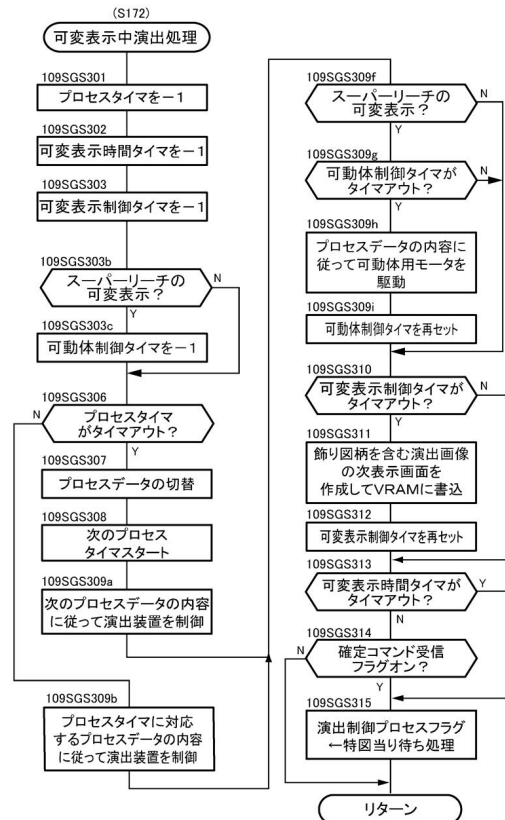 (S172)
可変表示中演出処理
109SGS301
プロセスタイマを－１
109SGS302
可変表示時間タイマを－１
109SGS303
可変表示制御タイマを－１
109SGS303b
スーパーリーチの
可変表示？
N
Y
109SGS303c
可動体制御タイマを－１
109SGS306
N
プロセスタイマ
がタイマアウト？
Y
109SGS307
プロセスデータの切替
109SGS308
次のプロセス
タイマスタート
109SGS309a
次のプロセスデータの内容
に従って演出装置を制御
109SGS309b
プロセスタイマに対応
するプロセスデータの内容
に従って演出装置を制御
109SGS309f
スーパーリーチの
可変表示？
N
Y
109SGS309g
可動体制御タイマが
タイマアウト？
N
Y
109SGS309h
プロセスデータの内容に
従って可動体用モータを
駆動
109SGS309i
可動体制御タイマを再セット
109SGS310
可変表示制御タイマが
タイマアウト？
N
Y
109SGS311
飾り図柄を含む演出画像
の次表示画面を
作成してＶＲＡＭに書込
109SGS312
可変表示制御タイマを再セット
109SGS313
可変表示時間タイマが
タイマアウト？
Y
N
109SGS314
N
確定コマンド受信
フラグオン？
Y
109SGS315
演出制御プロセスフラグ
←特図当り待ち処理
リターン